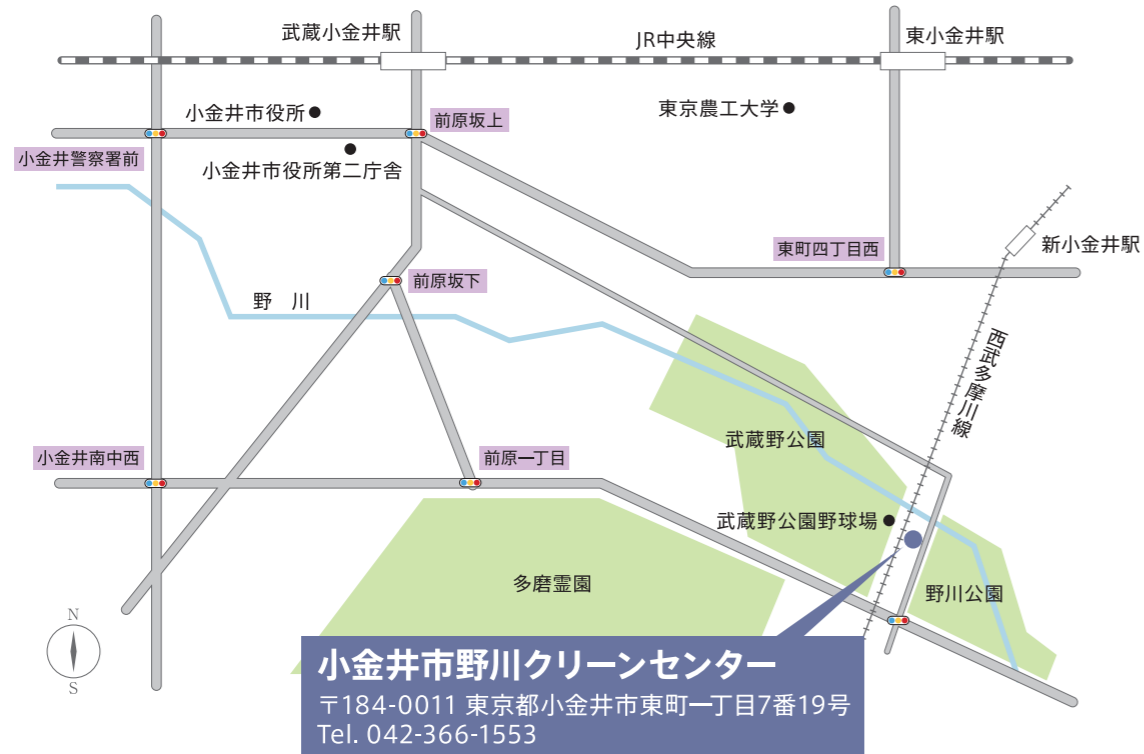 武蔵小金井駅
JR中央線
東小金井駅
小金井市役所
東京農工大学
前原坂上
小金井警察署前
小金井市役所第二庁舎
新小金井駅
東町四丁目西
前原坂下
野 川
西武多摩川線
武蔵野公園
小金井南中西
前原一丁目
武蔵野公園野球場
多磨霊園
野川公園
N
S
小金井市野川クリーンセンター
〒184-0011 東京都小金井市東町一丁目7番19号
Tel. 042-366-1553